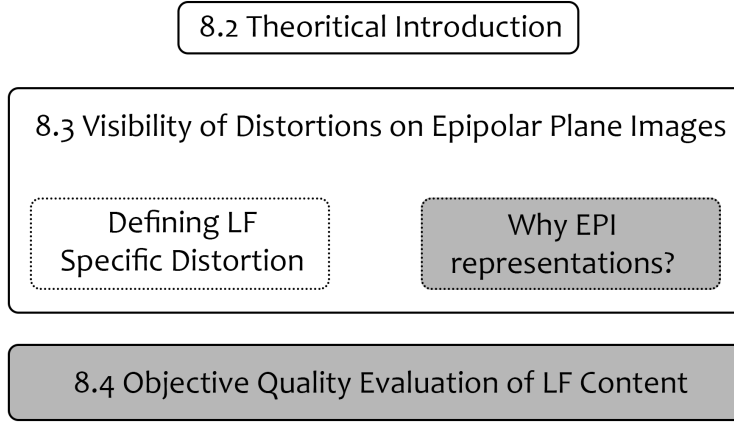 8.2 Theoritical Introduction
8.3 Visibility of Distortions on Epipolar Plane Images
Defining LF
Specific Distortion
Why EPI
representations?
8.4 Objective Quality Evaluation of LF Content